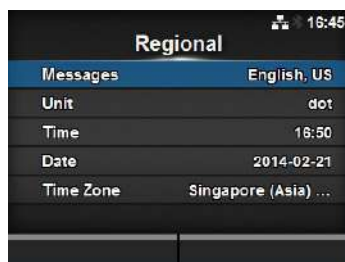 16:45
Regional
Messages English, US
Unit dot
Time 16:50
Date 2014-02-21
Time Zone Singapore (Asia) ...